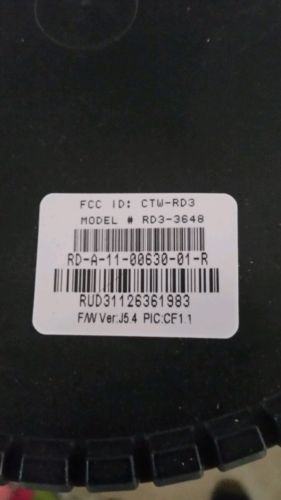 FCC ID: CTW-RD3
MODEL # RD3-3648
RD-A-11-00630-01-R
RUD31126361983
F/W Ver:J5.4 PIC:CF1.1